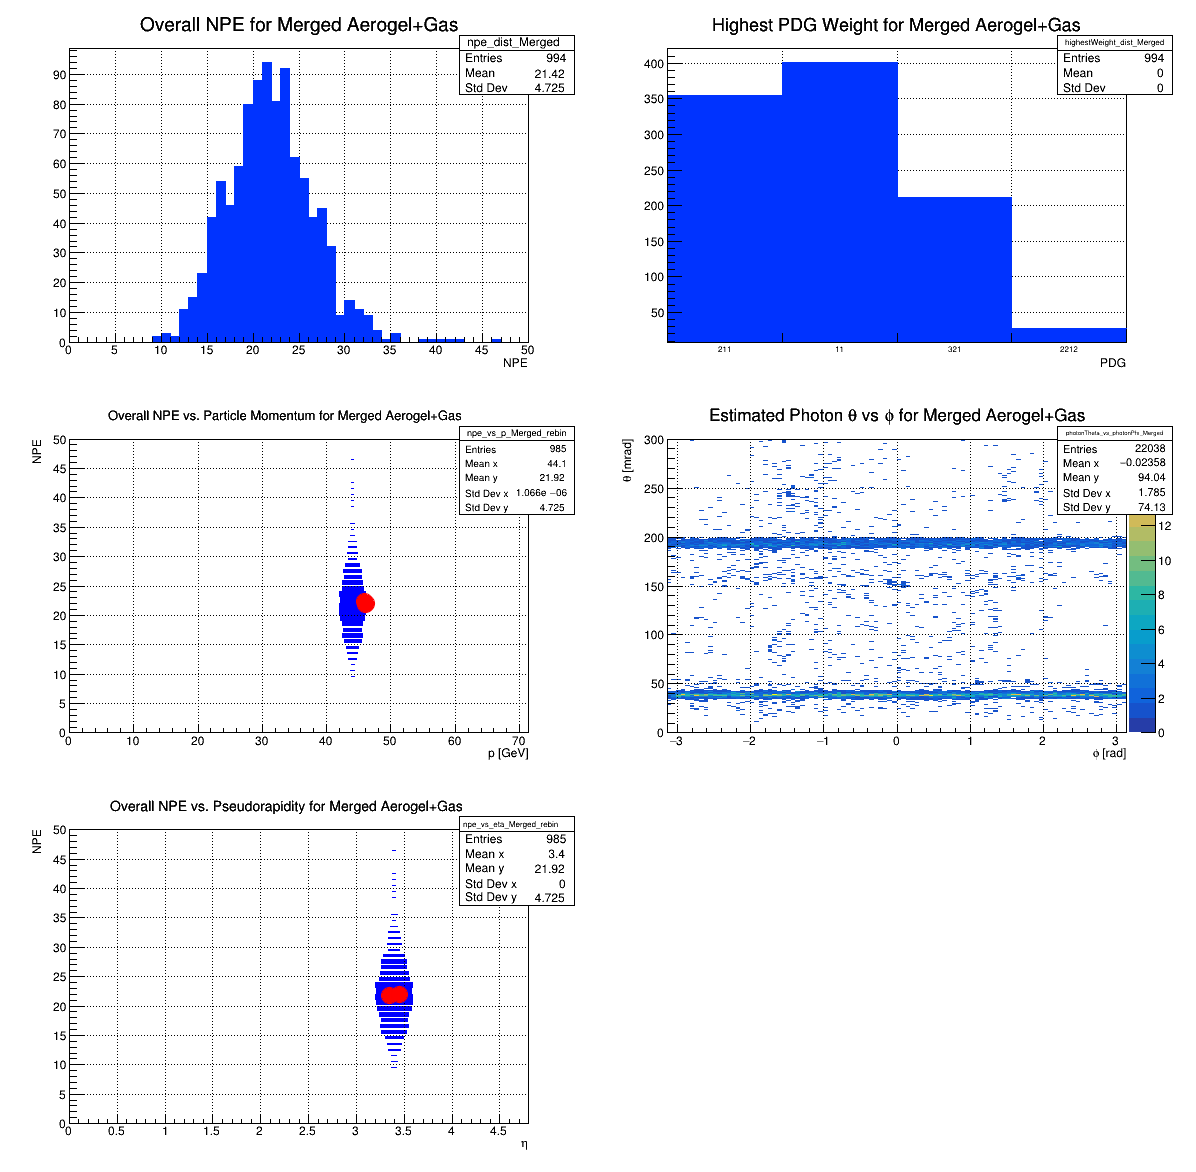 Overall NPE for Merged Aerogel+Gas
npe_dist_Merged
Entries 994
Mean 21.42
Std Dev 4.725
90
80
70
60
50
40
30
20
10
0
0 5 10 15 20 25 30 35 40 45 50
NPE
Highest PDG Weight for Merged Aerogel+Gas
highestWeight_dist_Merged
Entries 994
Mean 0
Std Dev 0
400
350
300
250
200
150
100
50
211 11 321 2212
PDG
Overall NPE vs. Particle Momentum for Merged Aerogel+Gas
npe_vs_p_Merged_rebin
Entries 985
Mean x 44.1
Mean y 21.92
Std Dev x 1.066e −06
Std Dev y 4.725
NPE
50
45
40
35
30
25
20
15
10
5
0
0 10 20 30 40 50 60 70
p [GeV]
Estimated Photon θ vs ϕ for Merged Aerogel+Gas
photonTheta_vs_photonPhi_Merged
Entries 22038
Mean x −0.02358
Mean y 94.04
Std Dev x 1.785
Std Dev y 74.13
θ [mrad]
300
250
200
150
100
50
0
−3 −2 −1 0 1 2 3
ϕ [rad]
12
10
8
6
4
2
0
Overall NPE vs. Pseudorapidity for Merged Aerogel+Gas
npe_vs_eta_Merged_rebin
Entries 985
Mean x 3.4
Mean y 21.92
Std Dev x 0
Std Dev y 4.725
NPE
50
45
40
35
30
25
20
15
10
5
0
0 0.5 1 1.5 2 2.5 3 3.5 4 4.5
η